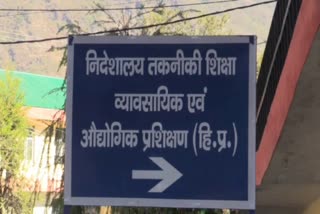 निदेशालय तकनीकी शिक्षा
व्यावसायिक एवं
औद्योगिक प्रशिक्षण (हि.प्र.)